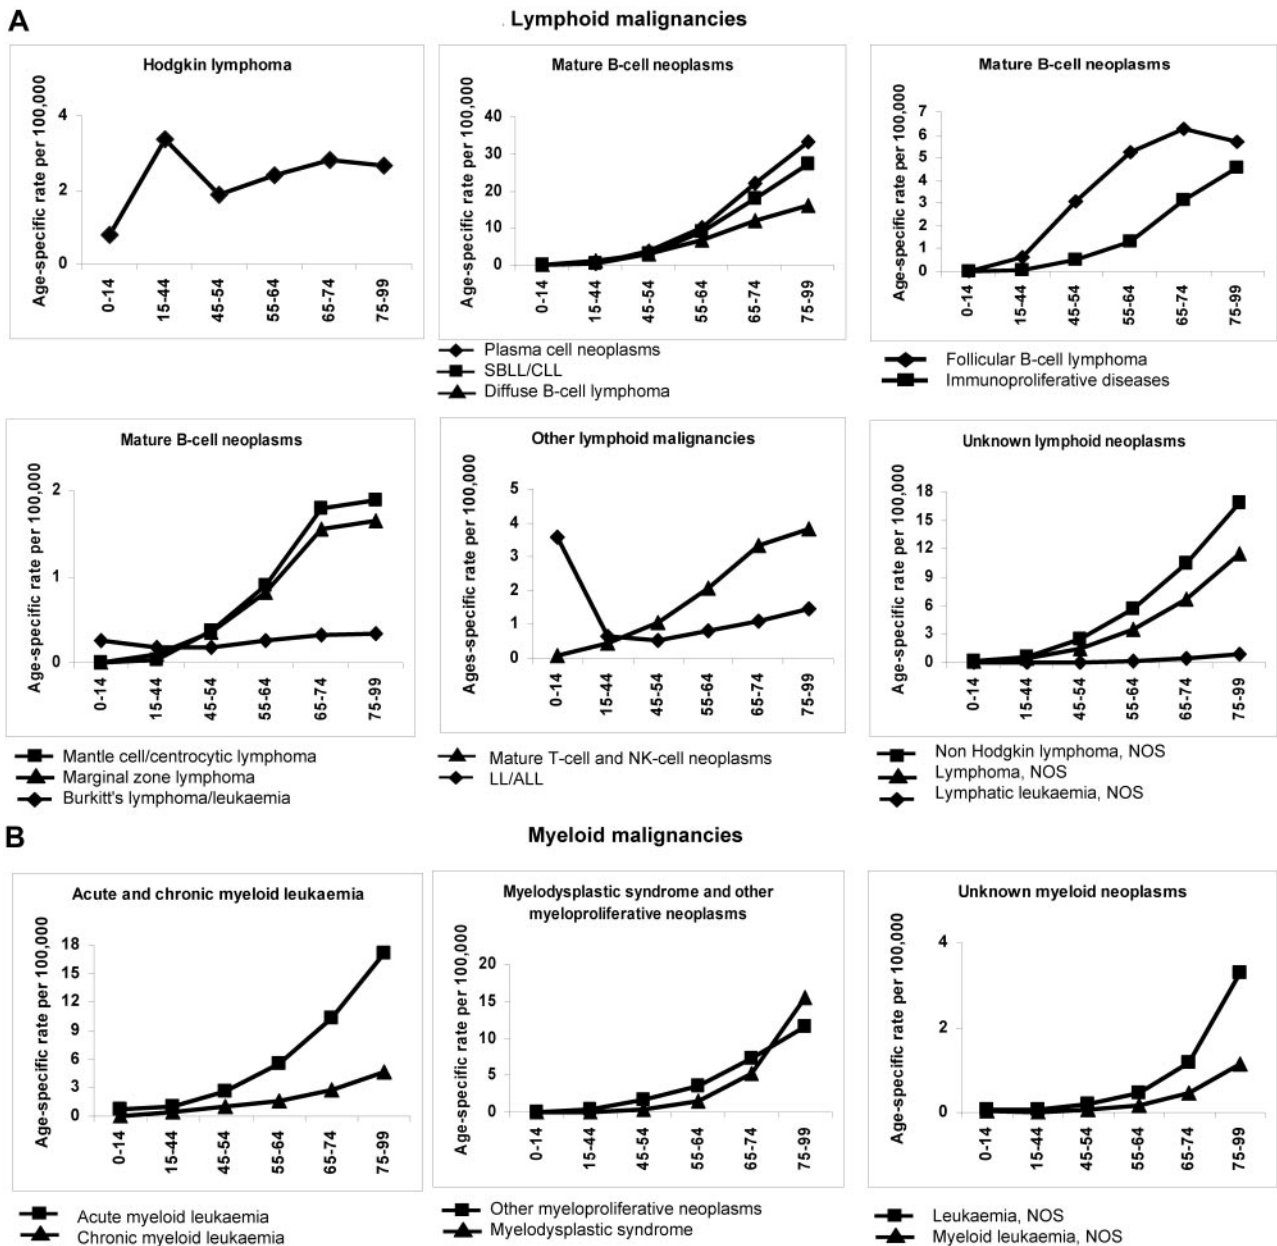 A
Lymphoid malignancies
Hodgkin lymphoma
Age-specific rate per 100,000
4
2
0
0-14
15-44
45-54
55-64
65-74
75-99
Mature B-cell neoplasms
Age-specific rate per 100,000
40
30
20
10
0
0-14
15-44
45-54
55-64
65-74
75-99
Plasma cell neoplasms
SBLL/CLL
Diffuse B-cell lymphoma
Mature B-cell neoplasms
Age-specific rate per 100,000
7
6
5
4
3
2
1
0
0-14
15-44
45-54
55-64
65-74
75-99
Follicular B-cell lymphoma
Immunoproliferative diseases
Mature B-cell neoplasms
Age-specific rate per 100,000
2
1
0
0-14
15-44
45-54
55-64
65-74
75-99
Mantle cell/centrocytic lymphoma
Marginal zone lymphoma
Burkitt's lymphoma/leukaemia
Other lymphoid malignancies
Ages-specific rate per 100,000
5
4
3
2
1
0
0-14
15-44
45-54
55-64
65-74
75-99
Mature T-cell and NK-cell neoplasms
LL/ALL
Unknown lymphoid neoplasms
Age-specific rate per 100,000
18
15
12
9
6
3
0
0-14
15-44
45-54
55-64
65-74
75-99
Non Hodgkin lymphoma, NOS
Lymphoma, NOS
Lymphatic leukaemia, NOS
B
Myeloid malignancies
Acute and chronic myeloid leukaemia
Age-specific rate per 100,000
18
15
12
9
6
3
0
0-14
15-44
45-54
55-64
65-74
75-99
Acute myeloid leukaemia
Chronic myeloid leukaemia
Myelodysplastic syndrome and other
myeloproliferative neoplasms
Age-specific rate per 100,000
20
15
10
5
0
0-14
15-44
45-54
55-64
65-74
75-99
Other myeloproliferative neoplasms
Myelodysplastic syndrome
Unknown myeloid neoplasms
Age-specific rate per 100,000
4
2
0
0-14
15-44
45-54
55-64
65-74
75-99
Leukaemia, NOS
Myeloid leukaemia, NOS